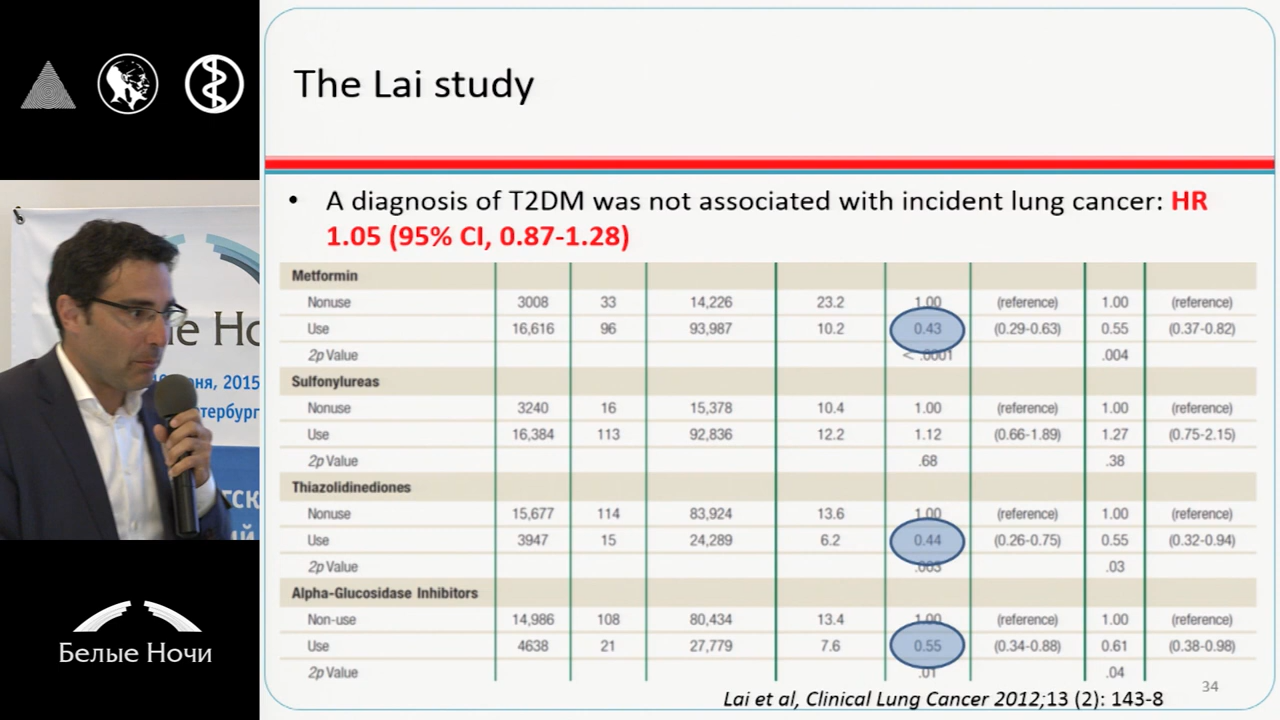 The Lai study
• A diagnosis of T2DM was not associated with incident lung cancer: HR
1.05 (95% CI, 0.87-1.28)
Metformin
Nonuse 3008 33 14,226 23.2 1.00 (reference) 1.00 (reference)
Use 16,616 96 93,987 10.2 0.43 (0.29-0.63) 0.55 (0.37-0.82)
2p Value < .0001 .004
Sulfonylureas
Nonuse 3240 16 15,378 10.4 1.00 (reference) 1.00 (reference)
Use 16,384 113 92,836 12.2 1.12 (0.66-1.89) 1.27 (0.75-2.15)
2p Value .68 .38
Thiazolidinediones
Nonuse 15,677 114 83,924 13.6 1.00 (reference) 1.00 (reference)
Use 3947 15 24,289 6.2 0.44 (0.26-0.75) 0.55 (0.32-0.94)
2p Value .003 .03
Alpha-Glucosidase Inhibitors
Non-use 14,986 108 80,434 13.4 1.00 (reference) 1.00 (reference)
Use 4638 21 27,779 7.6 0.55 (0.34-0.88) 0.61 (0.38-0.98)
2p Value .01 .04
34
Lai et al, Clinical Lung Cancer 2012;13 (2): 143-8
2015
Белые Ночи